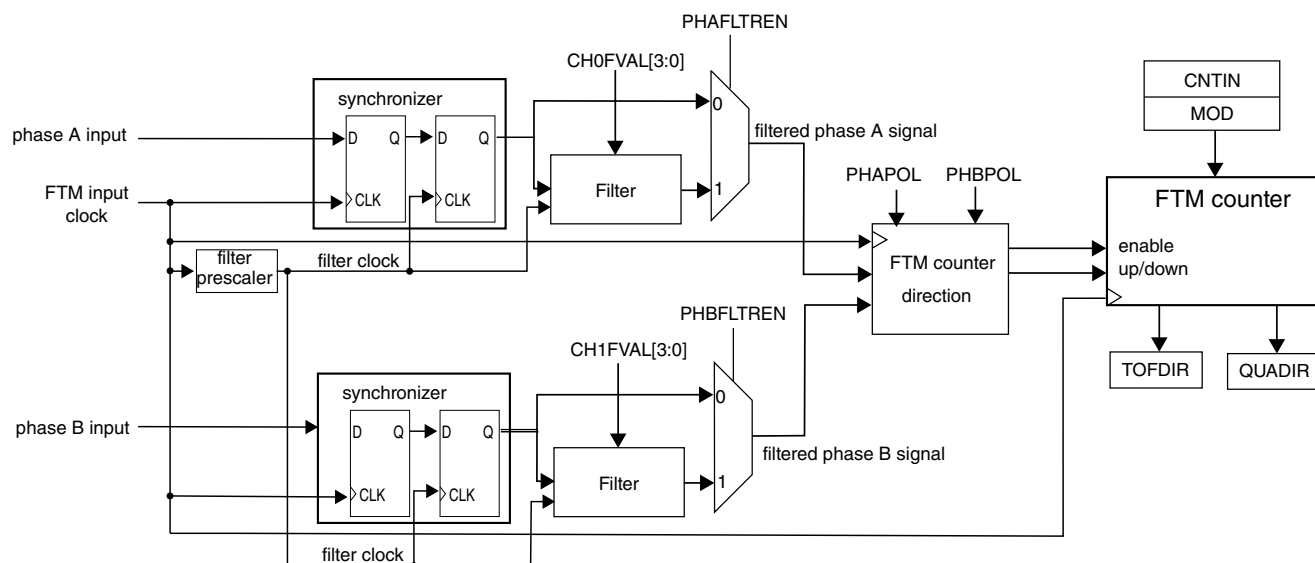 PHAFLTREN
CH0FVAL[3:0]
CNTIN
MOD
synchronizer
0
phase A input
D Q D Q
filtered phase A signal
FTM input
clock
CLK
CLK
Filter
1
PHAPOL
PHBPOL
FTM counter
enable
up/down
filter
prescaler
filter clock
FTM counter
direction
PHBFLTREN
CH1FVAL[3:0]
TOFDIR
QUADIR
synchronizer
0
phase B input
D Q D Q
filtered phase B signal
CLK
CLK
Filter
1
filter clock